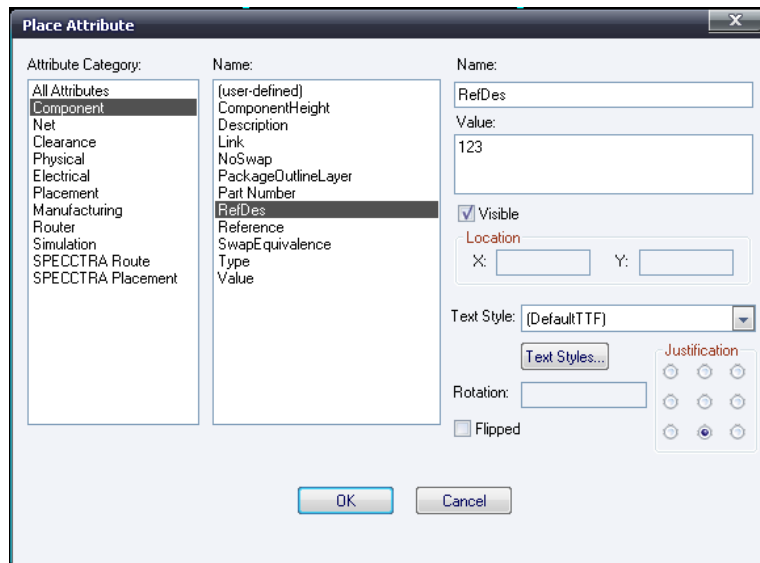 Place Attribute
X
Attribute Category:
All Attributes
Component
Net
Clearance
Physical
Electrical
Placement
Manufacturing
Router
Simulation
SPECCTRA Route
SPECCTRA Placement
Name:
(user-defined)
ComponentHeight
Description
Link
NoSwap
PackageOutlineLayer
Part Number
RefDes
Reference
SwapEquivalence
Type
Value
Name:
RefDes
Value:
123
Visible
Location
X: Y:
Text Style: (DefaultTTF)
Text Styles...
Justification
Rotation:
Flipped
OK Cancel